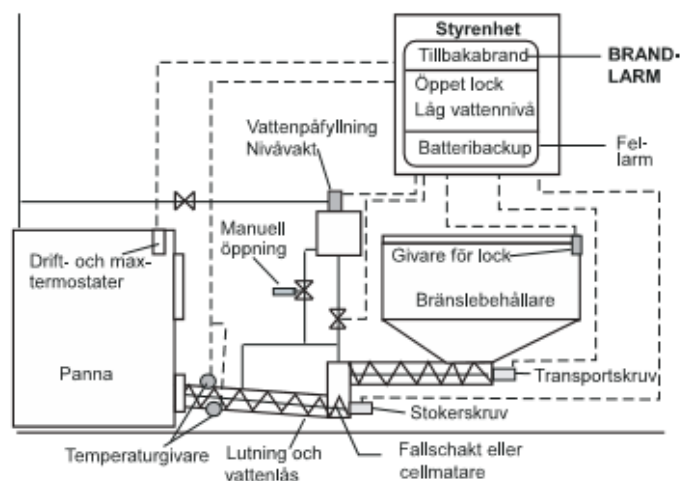 Styrenhet
Tillbakabrand
BRAND-
LARM
Öppet lock
Låg vattennivå
Batteribackup
Fel-
larm
Vattenpåfyllning
Nivåvakt
Manuell
öppning
Drift- och max-
termostater
Givare för lock
Bränslebehållare
Panna
Transportskruv
Stokerskruv
Temperaturgivare
Lutning och
vattenlås
Fallschakt eller
cellmatare